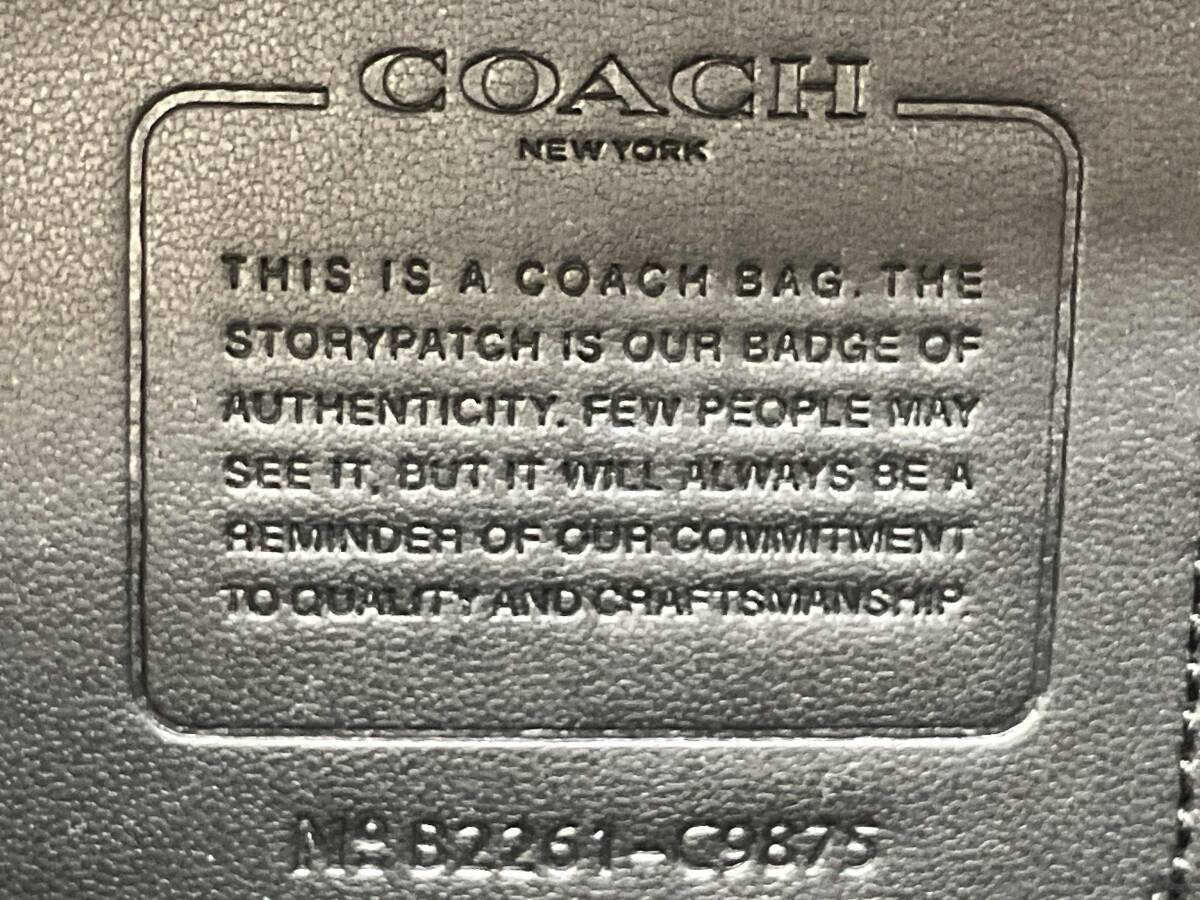 COACH
NEW YORK
THIS IS A COACH BAG. THE
STORYPATCH IS OUR BADGE OF
AUTHENTICITY. FEW PEOPLE MAY
SEE IT, BUT IT WILL ALWAYS BE A
REMINDER OF OUR COMMITMENT
TO QUALITY AND CRAFTSMANSHIP.
Nº B2261-C9875